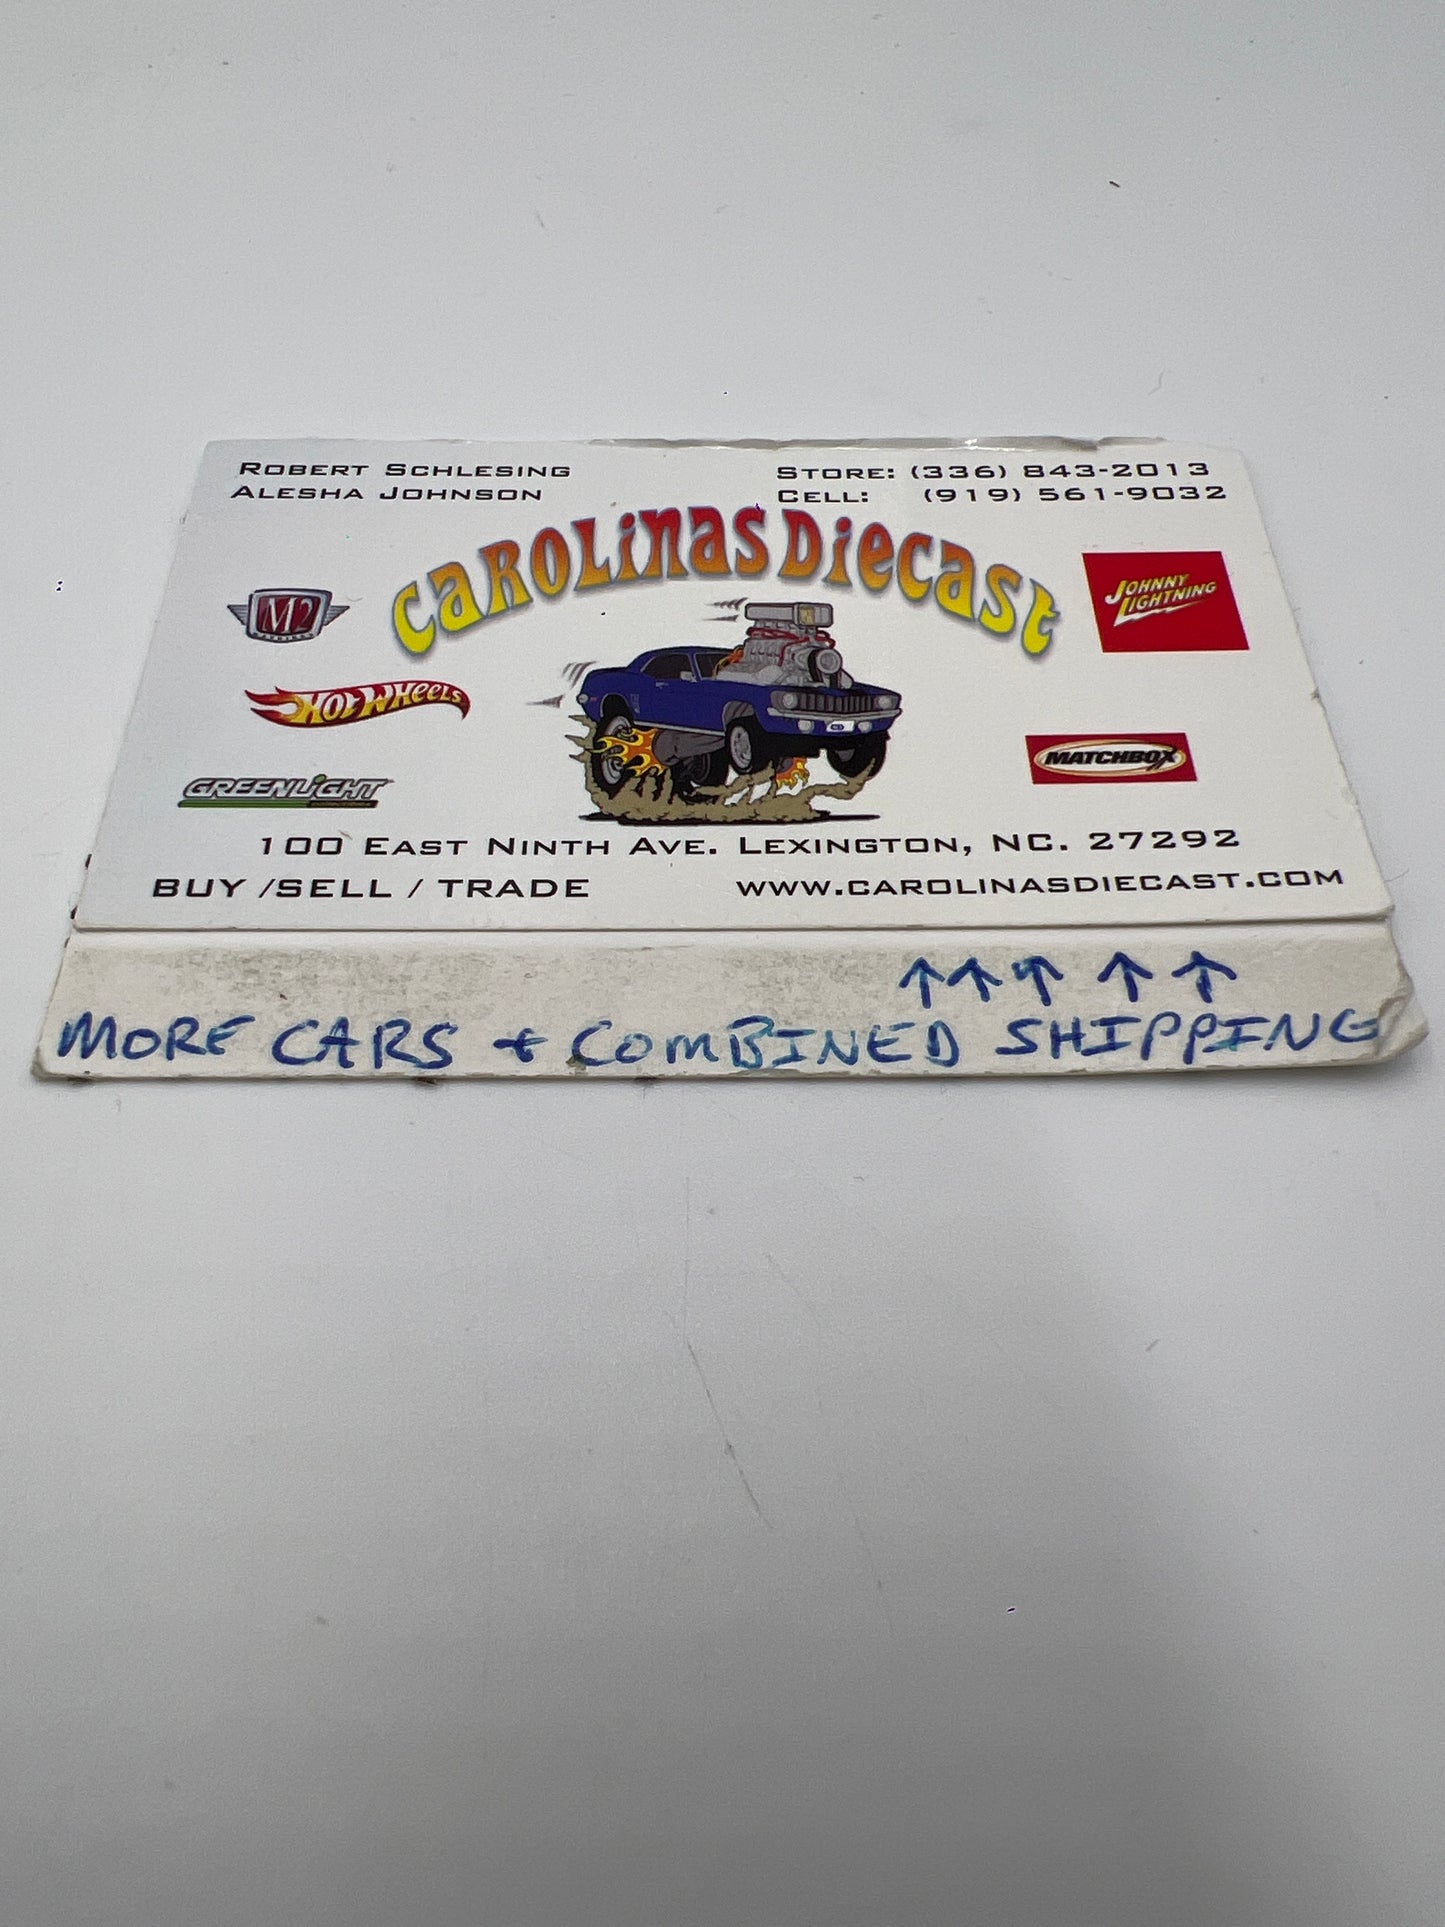 ROBERT SCHLESING
ALESHA JOHNSON
STORE: (336) 843-2013
CELL: (919) 561-9032
CAROLINAS DIECAST
M2
JOHNNY
LIGHTNING
HOT WHEELS
MATCHBOX
GREENLIGHT
100 EAST NINTH AVE. LEXINGTON, NC. 27292
BUY /SELL / TRADE
WWW.CAROLINASDIECAST.COM
↑ ↑ ↑ ↑ ↑
MORE CARS + COMBINED SHIPPING